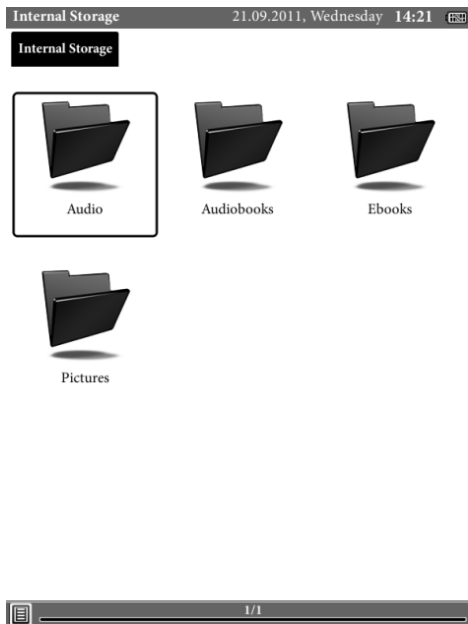 Internal Storage 21.09.2011, Wednesday 14:21
Internal Storage
Audio Audiobooks Ebooks
Pictures
1/1